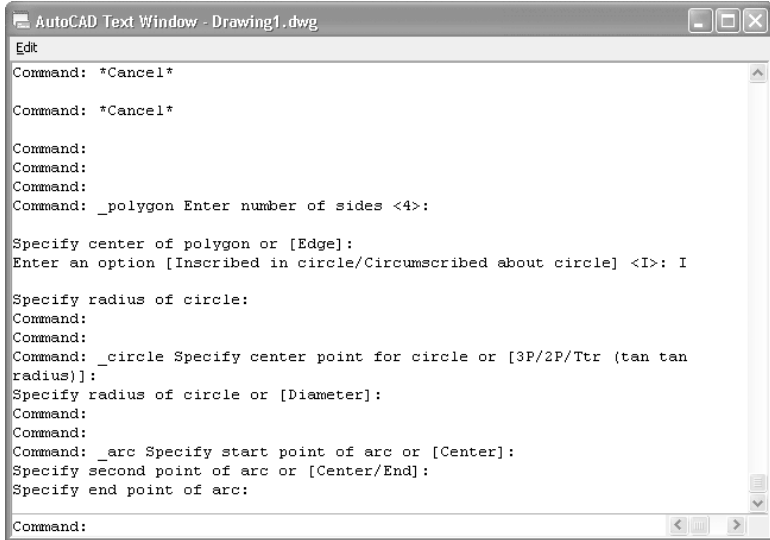 AutoCAD Text Window - Drawing1.dwg
Edit
Command: *Cancel*
Command: *Cancel*
Command:
Command:
Command:
Command: _polygon Enter number of sides <4>:
Specify center of polygon or [Edge]:
Enter an option [Inscribed in circle/Circumscribed about circle] <I>: I
Specify radius of circle:
Command:
Command:
Command: _circle Specify center point for circle or [3P/2P/Ttr (tan tan
radius)]:
Specify radius of circle or [Diameter]:
Command:
Command:
Command: _arc Specify start point of arc or [Center]:
Specify second point of arc or [Center/End]:
Specify end point of arc:
Command: